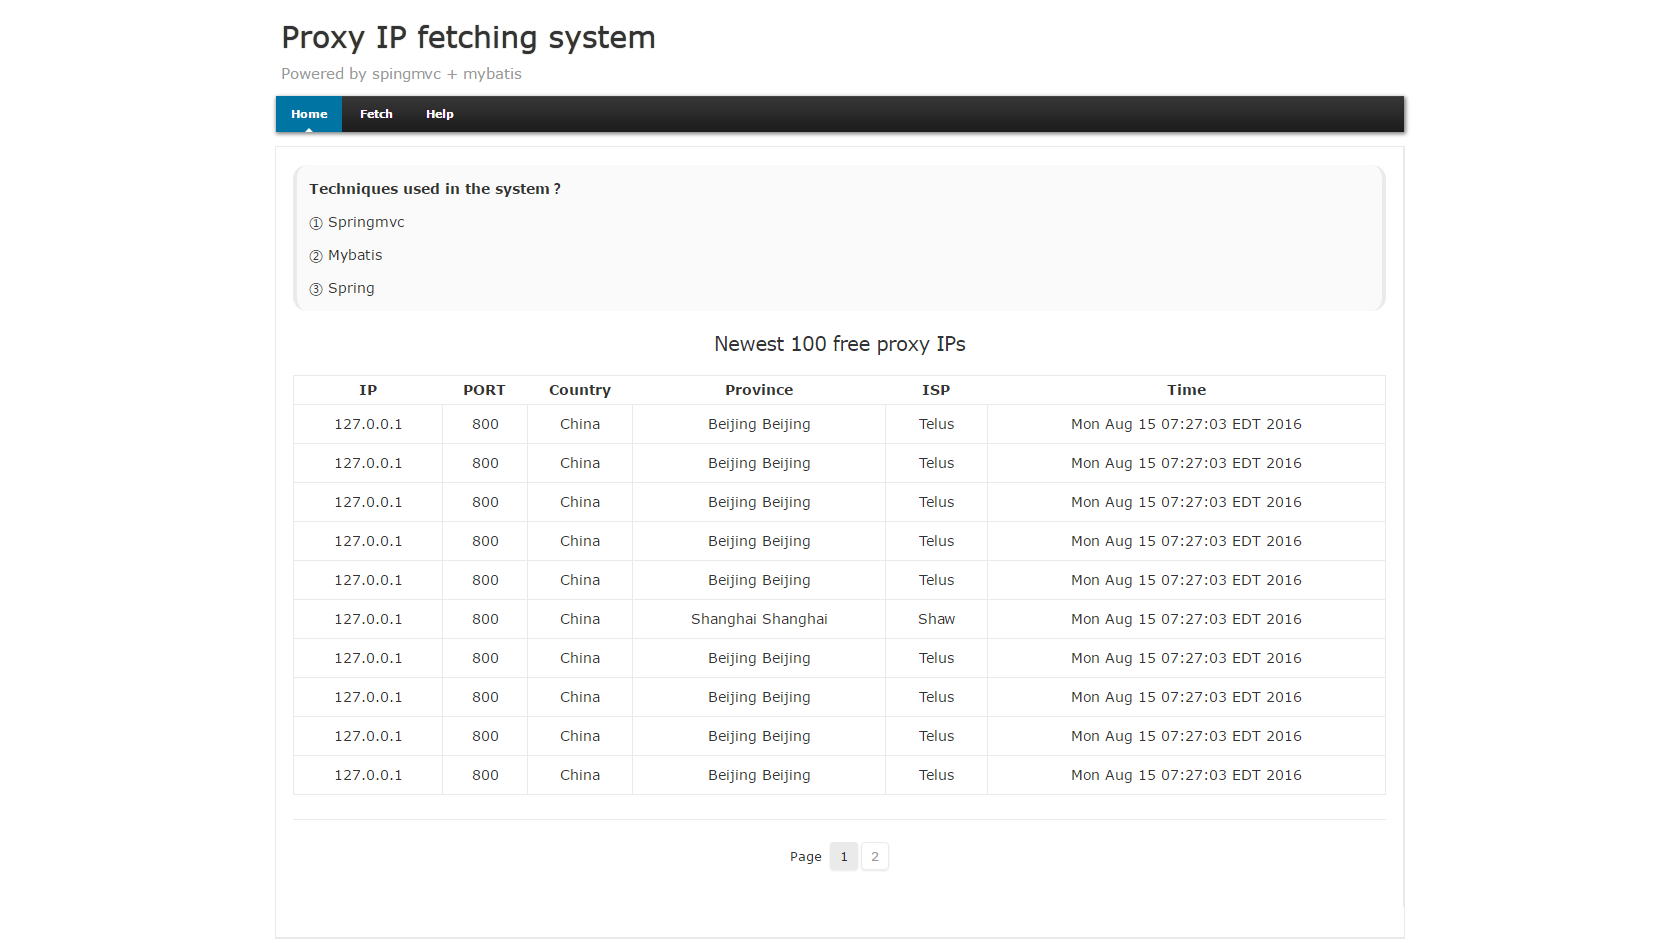 Proxy IP fetching system
Powered by spingmvc + mybatis
Home Fetch Help
Techniques used in the system?
① Springmvc
② Mybatis
③ Spring
Newest 100 free proxy IPs
IP PORT Country Province ISP Time
127.0.0.1 800 China Beijing Beijing Telus Mon Aug 15 07:27:03 EDT 2016
127.0.0.1 800 China Beijing Beijing Telus Mon Aug 15 07:27:03 EDT 2016
127.0.0.1 800 China Beijing Beijing Telus Mon Aug 15 07:27:03 EDT 2016
127.0.0.1 800 China Beijing Beijing Telus Mon Aug 15 07:27:03 EDT 2016
127.0.0.1 800 China Beijing Beijing Telus Mon Aug 15 07:27:03 EDT 2016
127.0.0.1 800 China Shanghai Shanghai Shaw Mon Aug 15 07:27:03 EDT 2016
127.0.0.1 800 China Beijing Beijing Telus Mon Aug 15 07:27:03 EDT 2016
127.0.0.1 800 China Beijing Beijing Telus Mon Aug 15 07:27:03 EDT 2016
127.0.0.1 800 China Beijing Beijing Telus Mon Aug 15 07:27:03 EDT 2016
127.0.0.1 800 China Beijing Beijing Telus Mon Aug 15 07:27:03 EDT 2016
Page 1 2